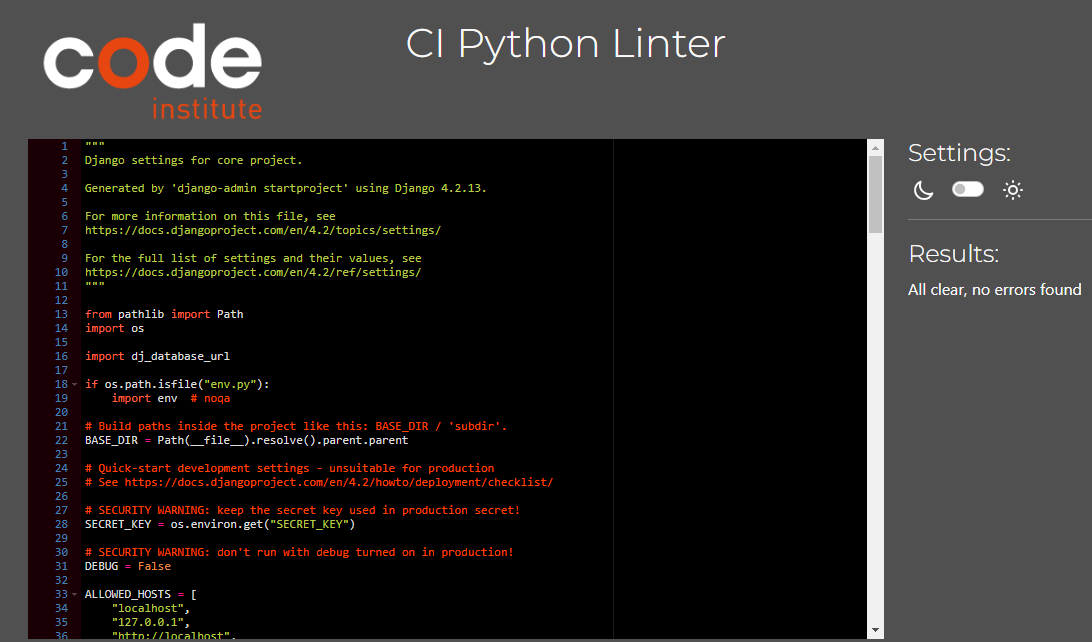 code
institute
CI Python Linter
1 """
2 Django settings for core project.
3
4 Generated by 'django-admin startproject' using Django 4.2.13.
5
6 For more information on this file, see
7 https://docs.djangoproject.com/en/4.2/topics/settings/
8
9 For the full list of settings and their values, see
10 https://docs.djangoproject.com/en/4.2/ref/settings/
11 """
12
13 from pathlib import Path
14 import os
15
16 import dj_database_url
17
18 if os.path.isfile("env.py"):
19     import env  # noqa
20
21 # Build paths inside the project like this: BASE_DIR / 'subdir'.
22 BASE_DIR = Path(__file__).resolve().parent.parent
23
24 # Quick-start development settings - unsuitable for production
25 # See https://docs.djangoproject.com/en/4.2/howto/deployment/checklist/
26
27 # SECURITY WARNING: keep the secret key used in production secret!
28 SECRET_KEY = os.environ.get("SECRET_KEY")
29
30 # SECURITY WARNING: don't run with debug turned on in production!
31 DEBUG = False
32
33 ALLOWED_HOSTS = [
34     "localhost",
35     "127.0.0.1",
36     "http://localhost",
Settings:
Results:
All clear, no errors found